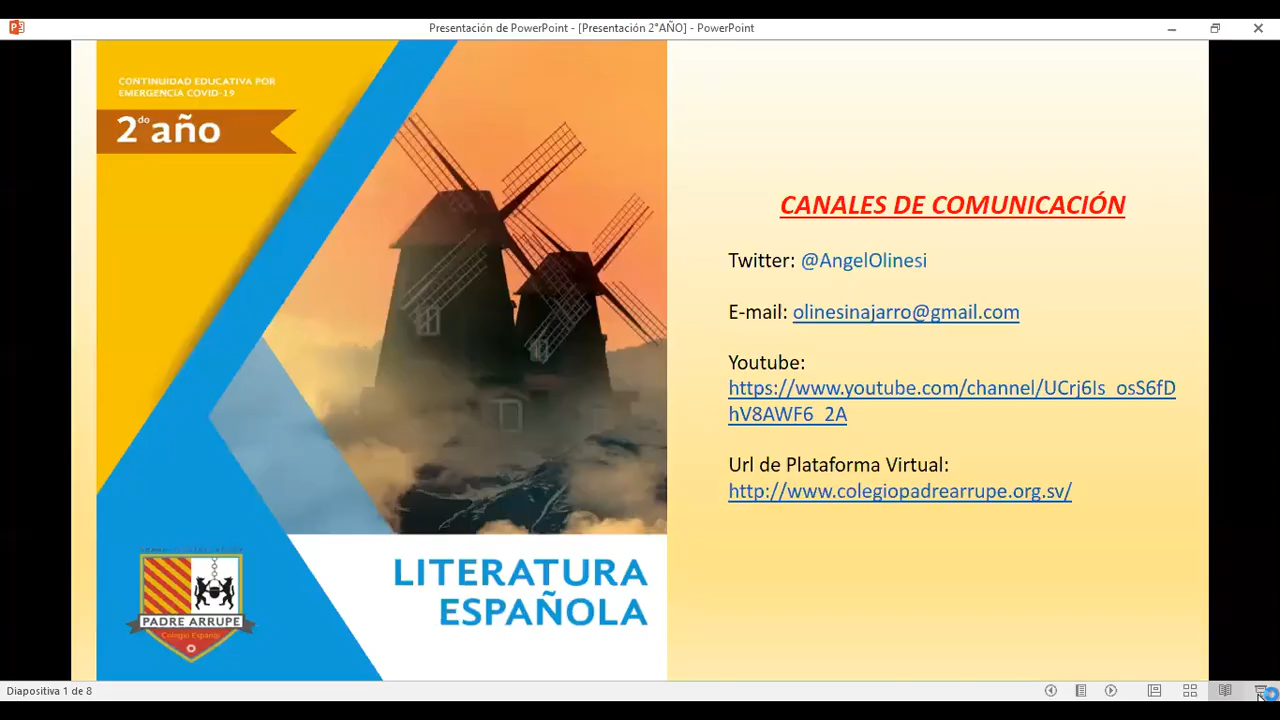 Presentación de PowerPoint - [Presentación 2°AÑO] - PowerPoint
CONTINUIDAD EDUCATIVA POR
EMERGENCIA COVID-19
2do año
CANALES DE COMUNICACIÓN
Twitter: @AngelOlinesi
E-mail: olinesinajarro@gmail.com
Youtube:
https://www.youtube.com/channel/UCrj6Is_osS6fD
hV8AWF6_2A
Url de Plataforma Virtual:
http://www.colegiopadrearrupe.org.sv/
LITERATURA
ESPAÑOLA
PADRE ARRUPE
Colegio Español
Diapositiva 1 de 8